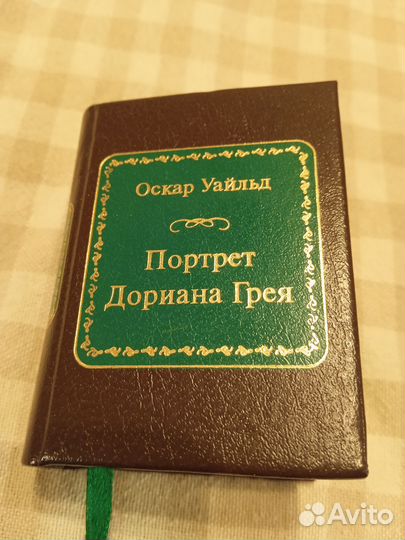 Оскар Уайльд
Портрет
Дориана Грея
Avito